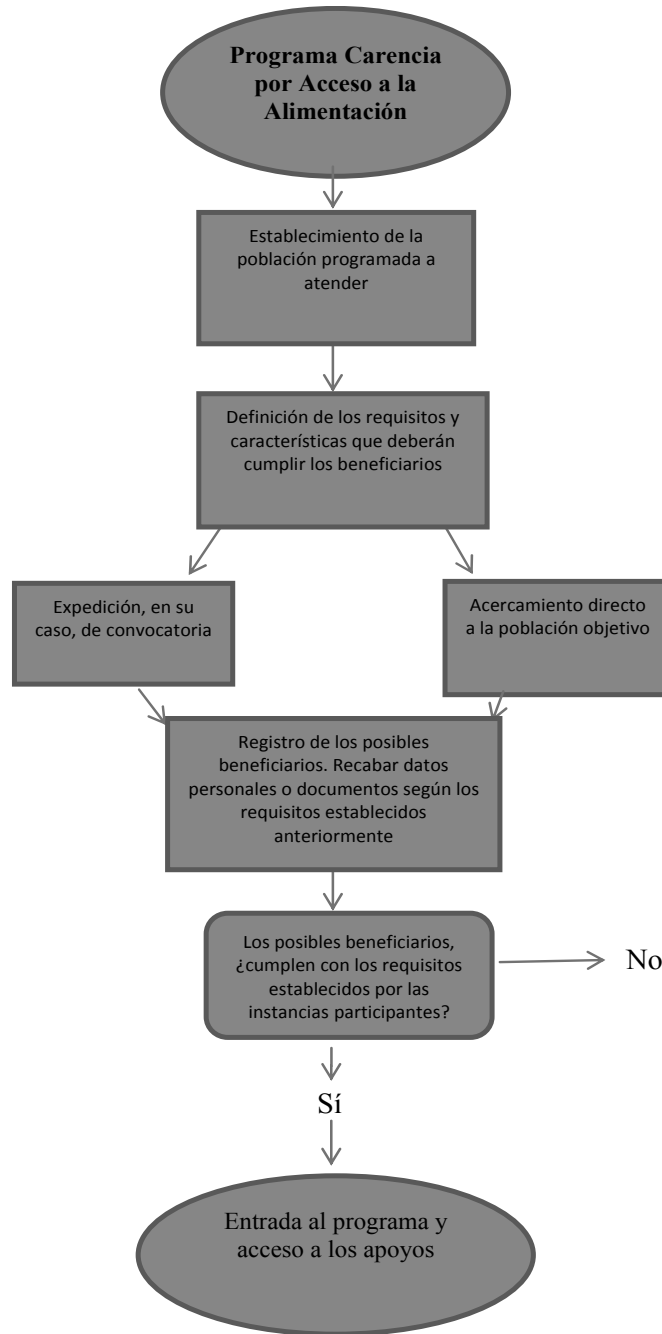 Programa Carencia
por Acceso a la
Alimentación
Establecimiento de la
población programada a
atender
Definición de los requisitos y
características que deberán
cumplir los beneficiarios
Expedición, en su
caso, de convocatoria
Acercamiento directo
a la población objetivo
Registro de los posibles
beneficiarios. Recabar datos
personales o documentos según los
requisitos establecidos
anteriormente
Los posibles beneficiarios,
¿cumplen con los requisitos
establecidos por las
instancias participantes?
No
Sí
Entrada al programa y
acceso a los apoyos